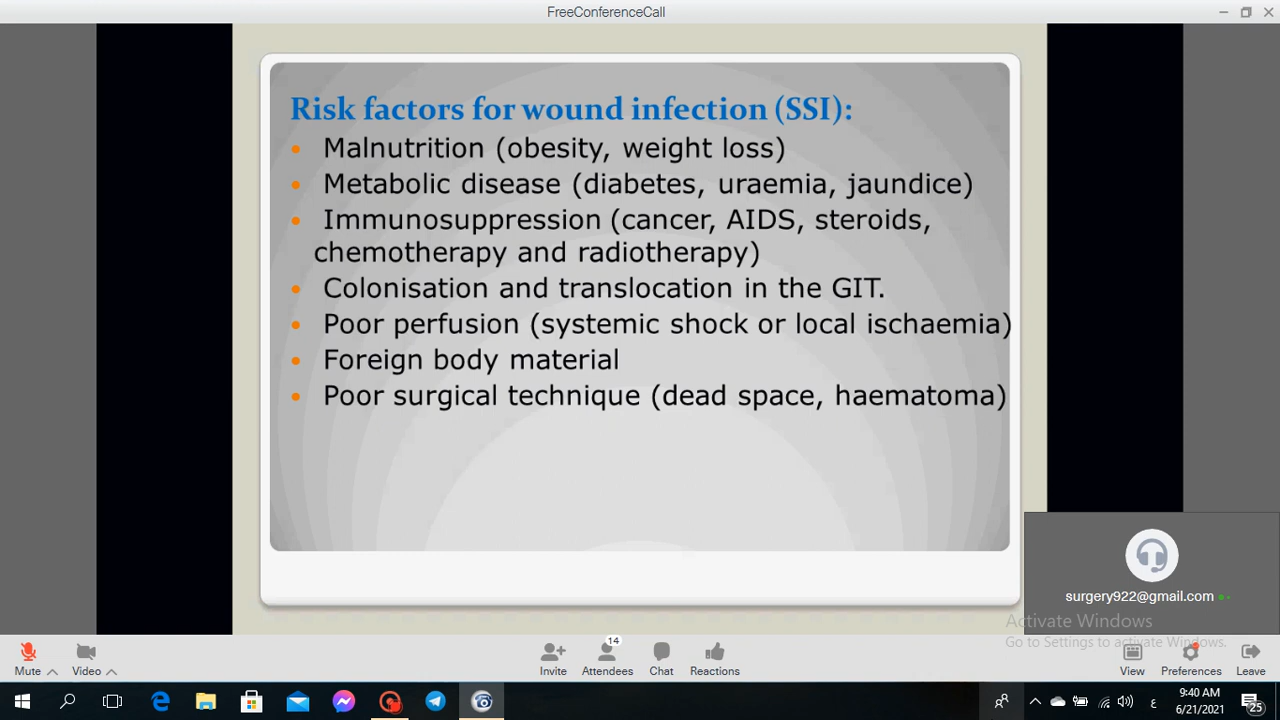 FreeConferenceCall
Risk factors for wound infection (SSI):
• Malnutrition (obesity, weight loss)
• Metabolic disease (diabetes, uraemia, jaundice)
• Immunosuppression (cancer, AIDS, steroids,
chemotherapy and radiotherapy)
• Colonisation and translocation in the GIT.
• Poor perfusion (systemic shock or local ischaemia)
• Foreign body material
• Poor surgical technique (dead space, haematoma)
surgery922@gmail.com
Activate Windows
Go to Settings to activate Windows.
14
Mute Video Invite Attendees Chat Reactions View Preferences Leave
ع 9:40 AM
6/21/2021 25